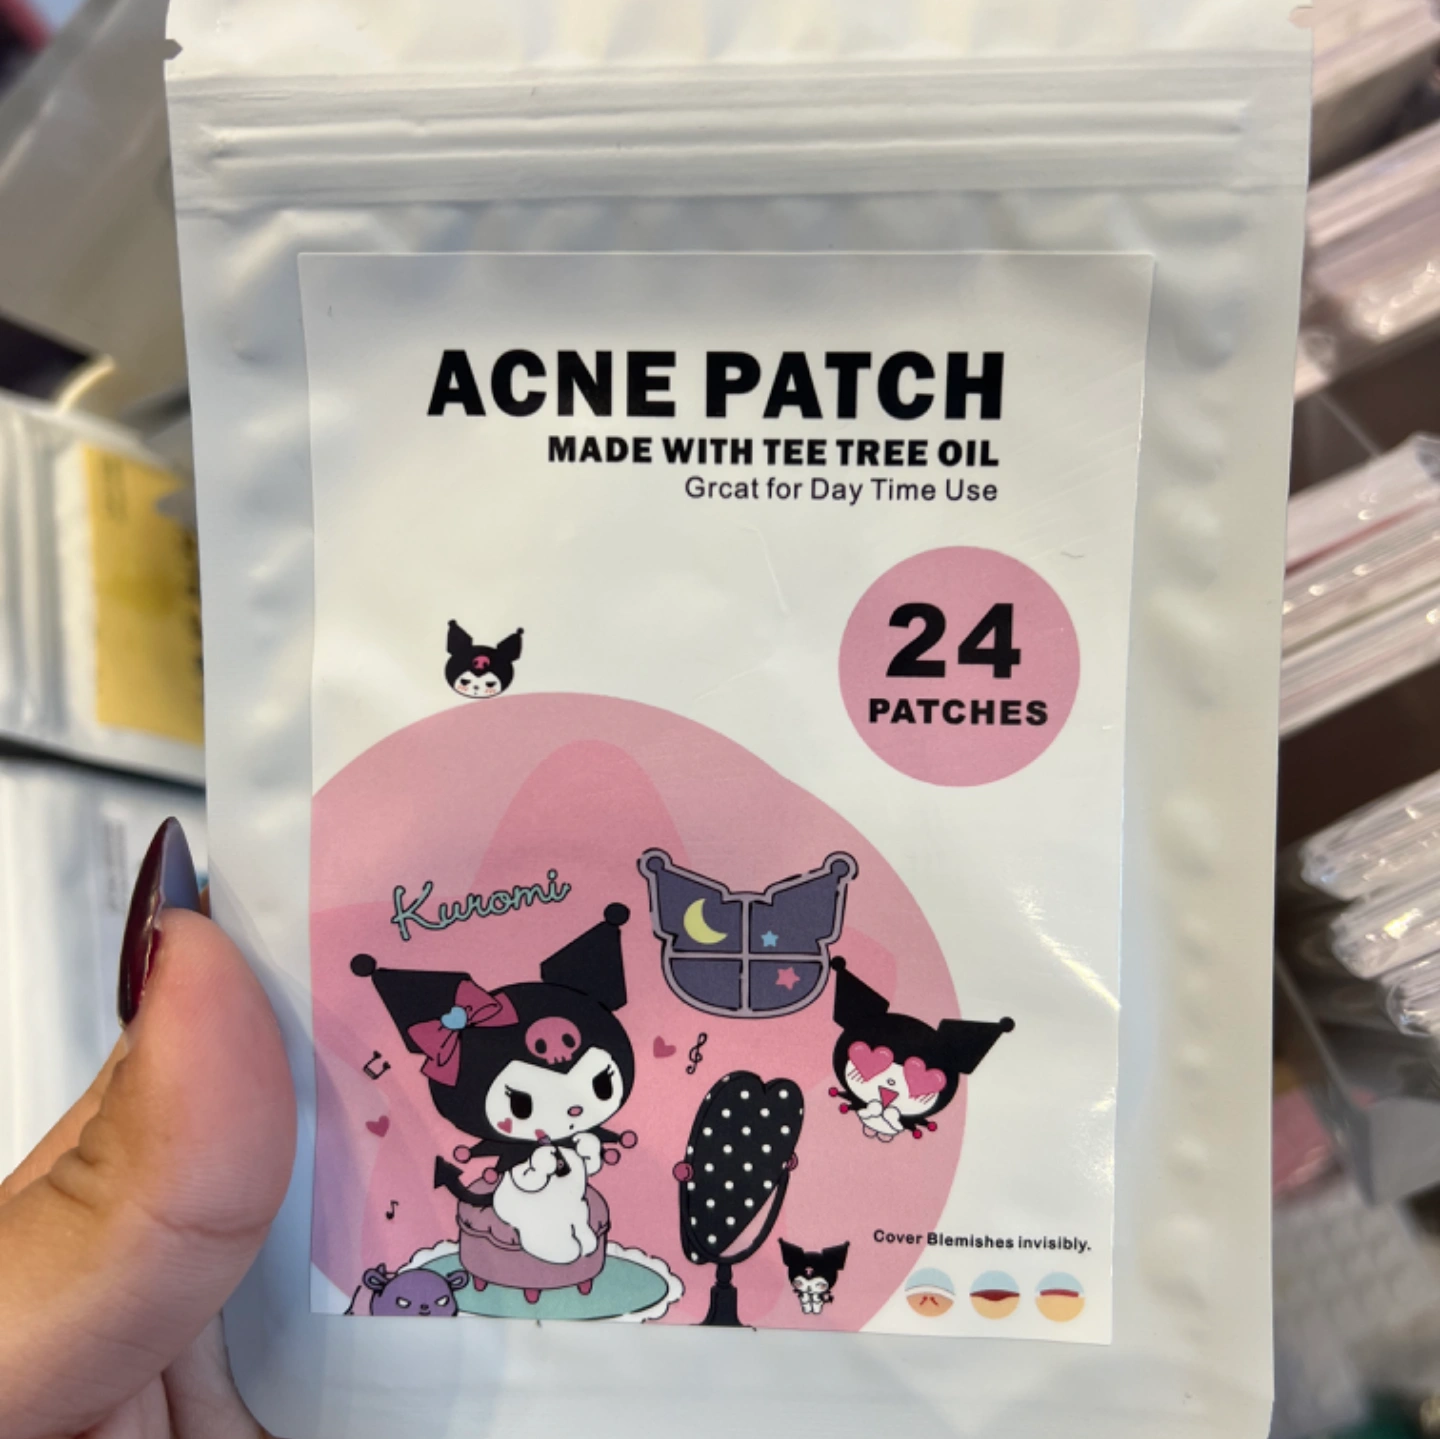 ACNE PATCH
MADE WITH TEE TREE OIL
Grcat for Day Time Use
24
PATCHES
Kuromi
Cover Blemishes invisibly.